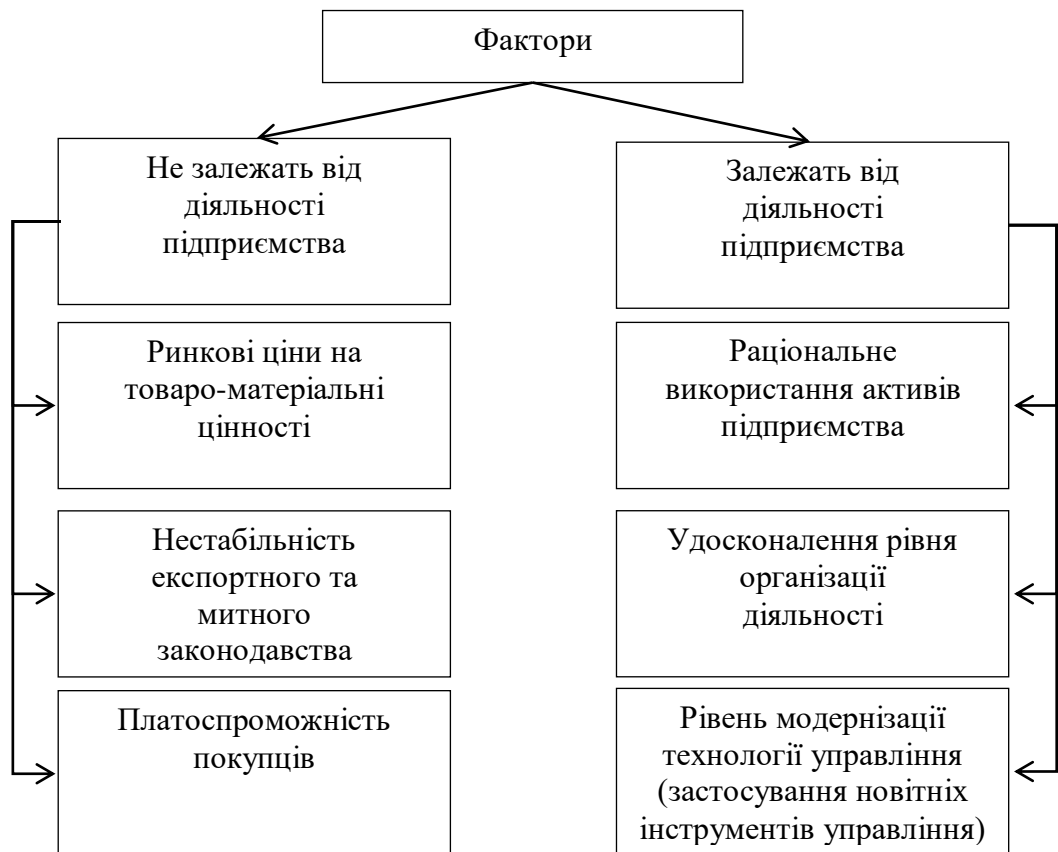 Фактори
Не залежать від
діяльності
підприємства
Залежать від
діяльності
підприємства
Ринкові ціни на
товаро-матеріальні
цінності
Раціональне
використання активів
підприємства
Нестабільність
експортного та
митного
законодавства
Удосконалення рівня
організації
діяльності
Платоспроможність
покупців
Рівень модернізації
технології управління
(застосування новітніх
інструментів управління)